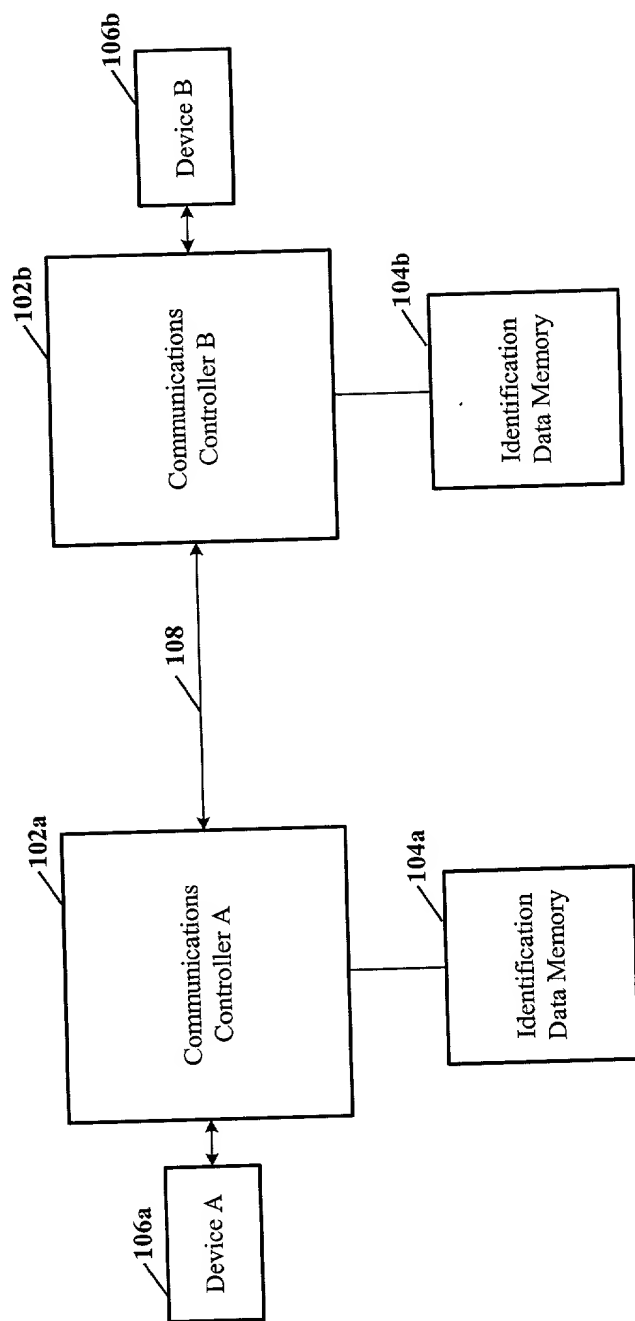 106a
Device A
102a
Communications
Controller A
104a
Identification
Data Memory
108
102b
Communications
Controller B
104b
Identification
Data Memory
106b
Device B